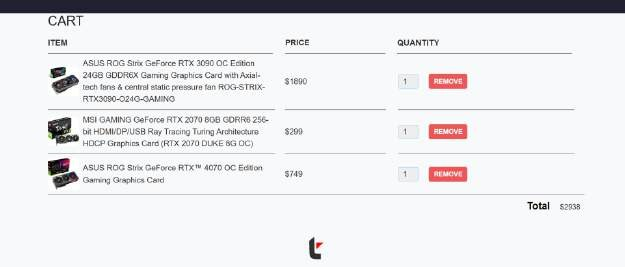 CART
ITEM PRICE QUANTITY
ASUS ROG Strix GeForce RTX 3090 OC Edition
24GB GDDR6X Gaming Graphics Card with Axial-
tech fans & central static pressure fan ROG-STRIX-
RTX3090-O24G-GAMING
$1890
1 REMOVE
MSI GAMING GeForce RTX 2070 8GB GDRR6 256-
bit HDMI/DP/USB Ray Tracing Turing Architecture
HDCP Graphics Card (RTX 2070 DUKE 8G OC)
$299
1 REMOVE
ASUS ROG Strix GeForce RTX™ 4070 OC Edition
Gaming Graphics Card
$749
1 REMOVE
Total $2938